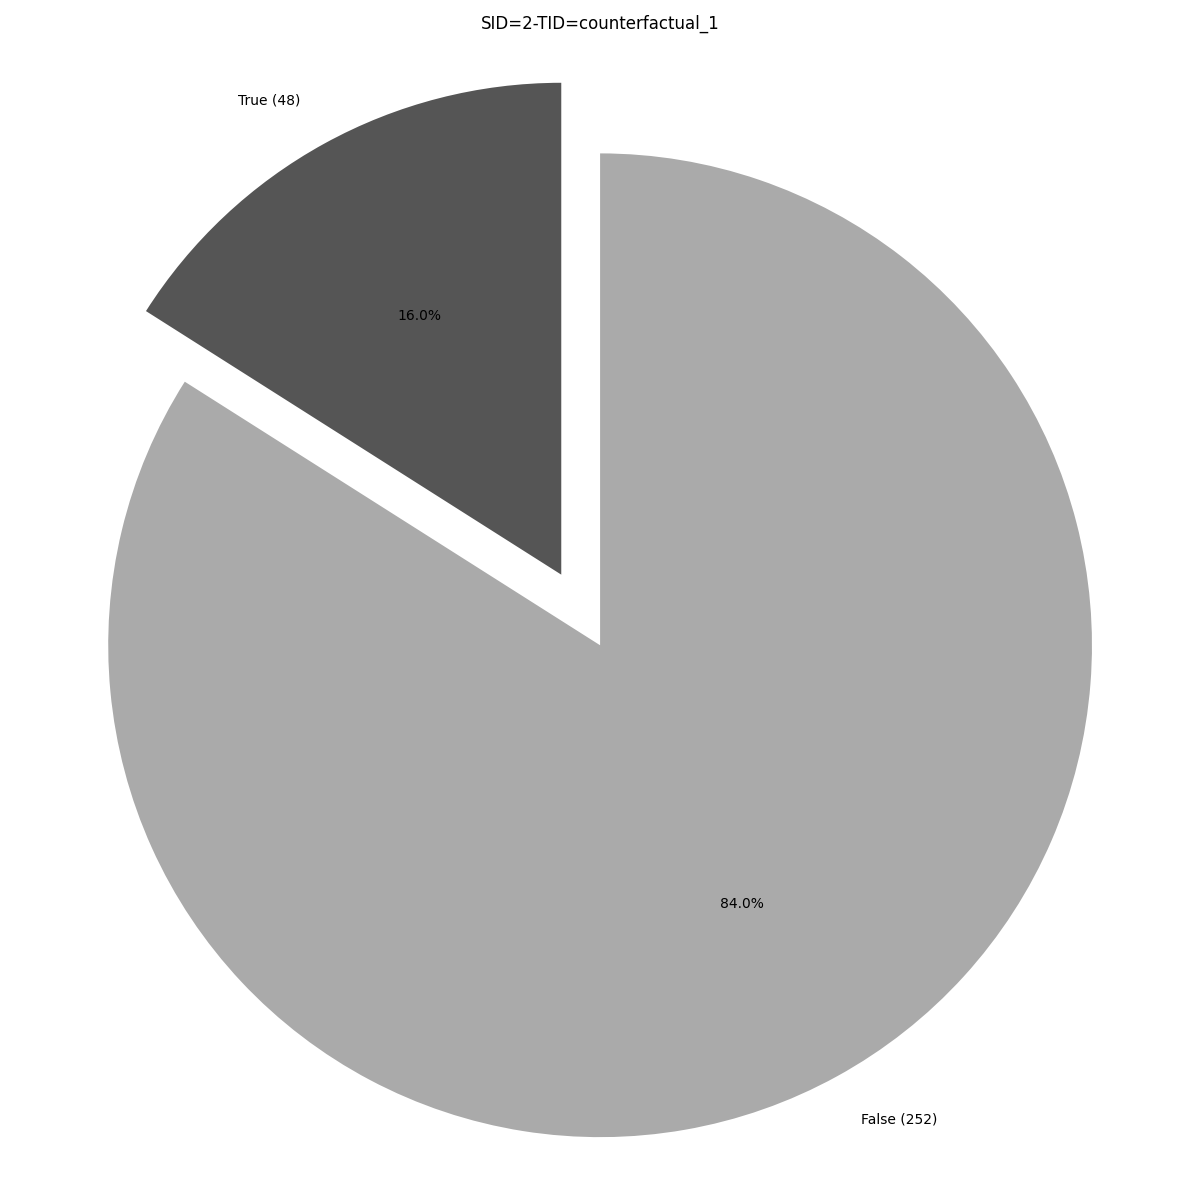 SID=2-TID=counterfactual_1
True (48)
16.0%
84.0%
False (252)